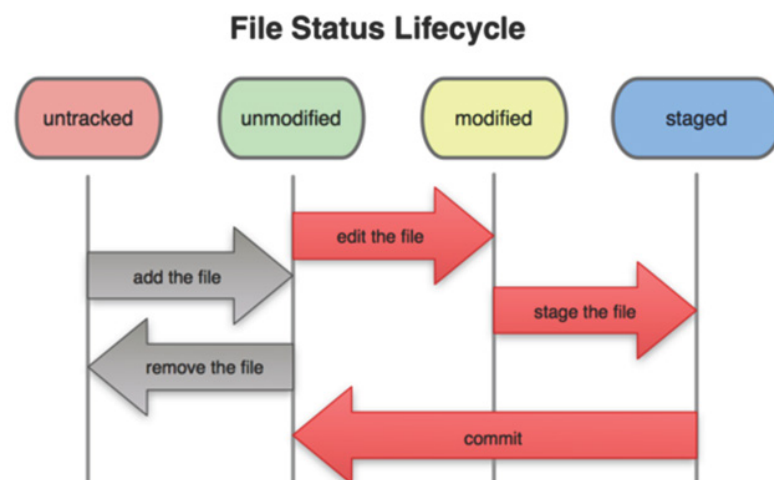 File Status Lifecycle
untracked
unmodified
modified
staged
edit the file
add the file
stage the file
remove the file
commit